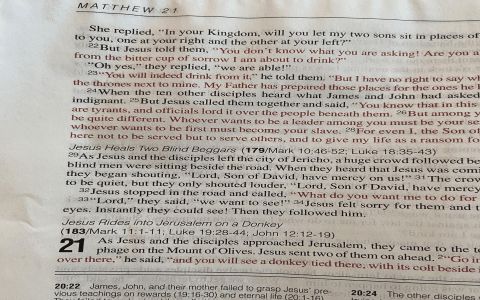 MATTHEW 21
She replied, "In your Kingdom, will you let my two sons sit in places of
to you, one at your right and the other at your left?"
22But Jesus told them, "You don't know what you are asking! Are you a
from the bitter cup of sorrow I am about to drink?"
"Oh yes," they replied, "we are able!"
23"You will indeed drink from it," he told them. "But I have no right to say wh
the thrones next to mine. My Father has prepared those places for the ones he
24When the ten other disciples heard what James and John had asked
indignant. 25But Jesus called them together and said, "You know that in this
are tyrants, and officials lord it over the people beneath them. 26But among y
be quite different. Whoever wants to be a leader among you must be your se
whoever wants to be first must become your slave. 28For even I, the Son of
here not to be served but to serve others, and to give my life as a ransom fo
Jesus Heals Two Blind Beggars (179/Mark 10:46-52; Luke 18:35-43)
29As Jesus and the disciples left the city of Jericho, a huge crowd followed be
blind men were sitting beside the road. When they heard that Jesus was comi
they began shouting, "Lord, Son of David, have mercy on us!" 31The crow
to be quiet, but they only shouted louder, "Lord, Son of David, have mercy
32Jesus stopped in the road and called, "What do you want me to do for
33"Lord," they said, "we want to see!" 34Jesus felt sorry for them and t
eyes. Instantly they could see! Then they followed him.
Jesus Rides into Jerusalem on a Donkey
(183/Mark 11:1-11; Luke 19:28-44; John 12:12-19)
21 As Jesus and the disciples approached Jerusalem, they came to the to
phage on the Mount of Olives. Jesus sent two of them on ahead. 2"Go in
over there," he said, "and you will see a donkey tied there, with its colt beside
20:22 James, John, and their mother failed to grasp Jesus' pre-
vious teachings on rewards (19:16-30) and eternal life (20:1-16).
20:24 The other disciples